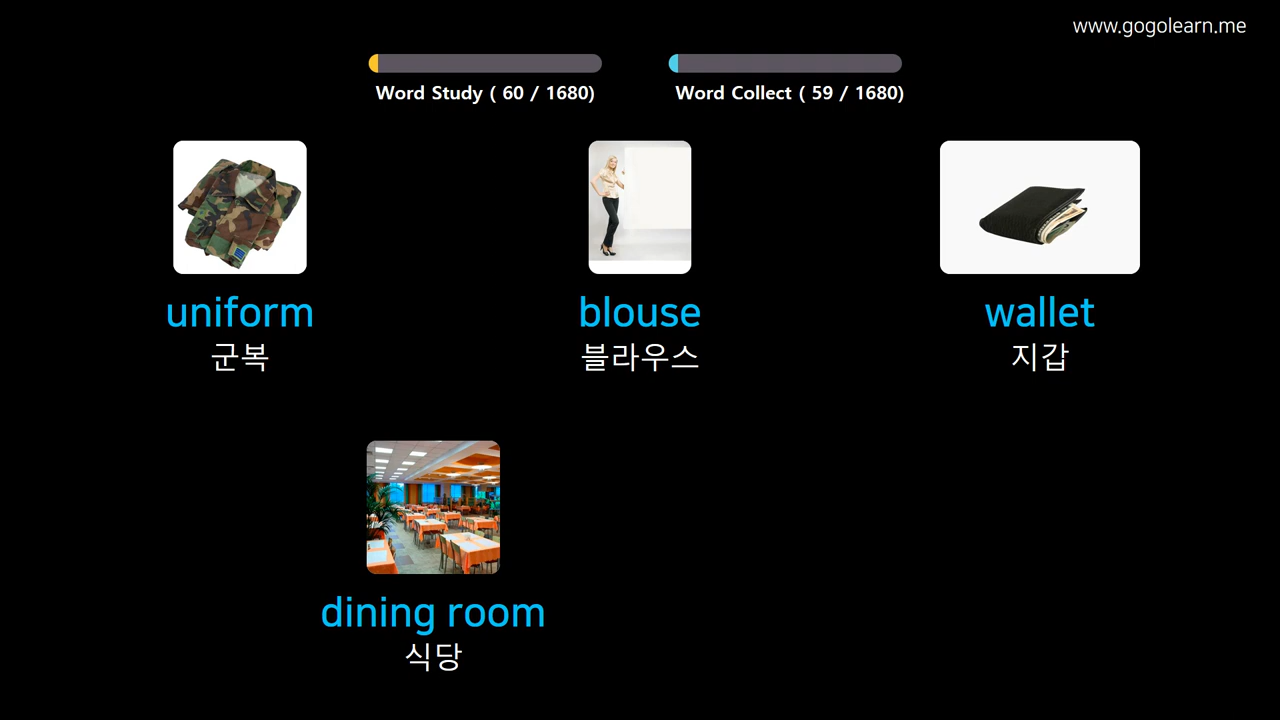 www.gogolearn.me
Word Study ( 60 / 1680)
Word Collect ( 59 / 1680)
uniform
군복
blouse
블라우스
wallet
지갑
dining room
식당